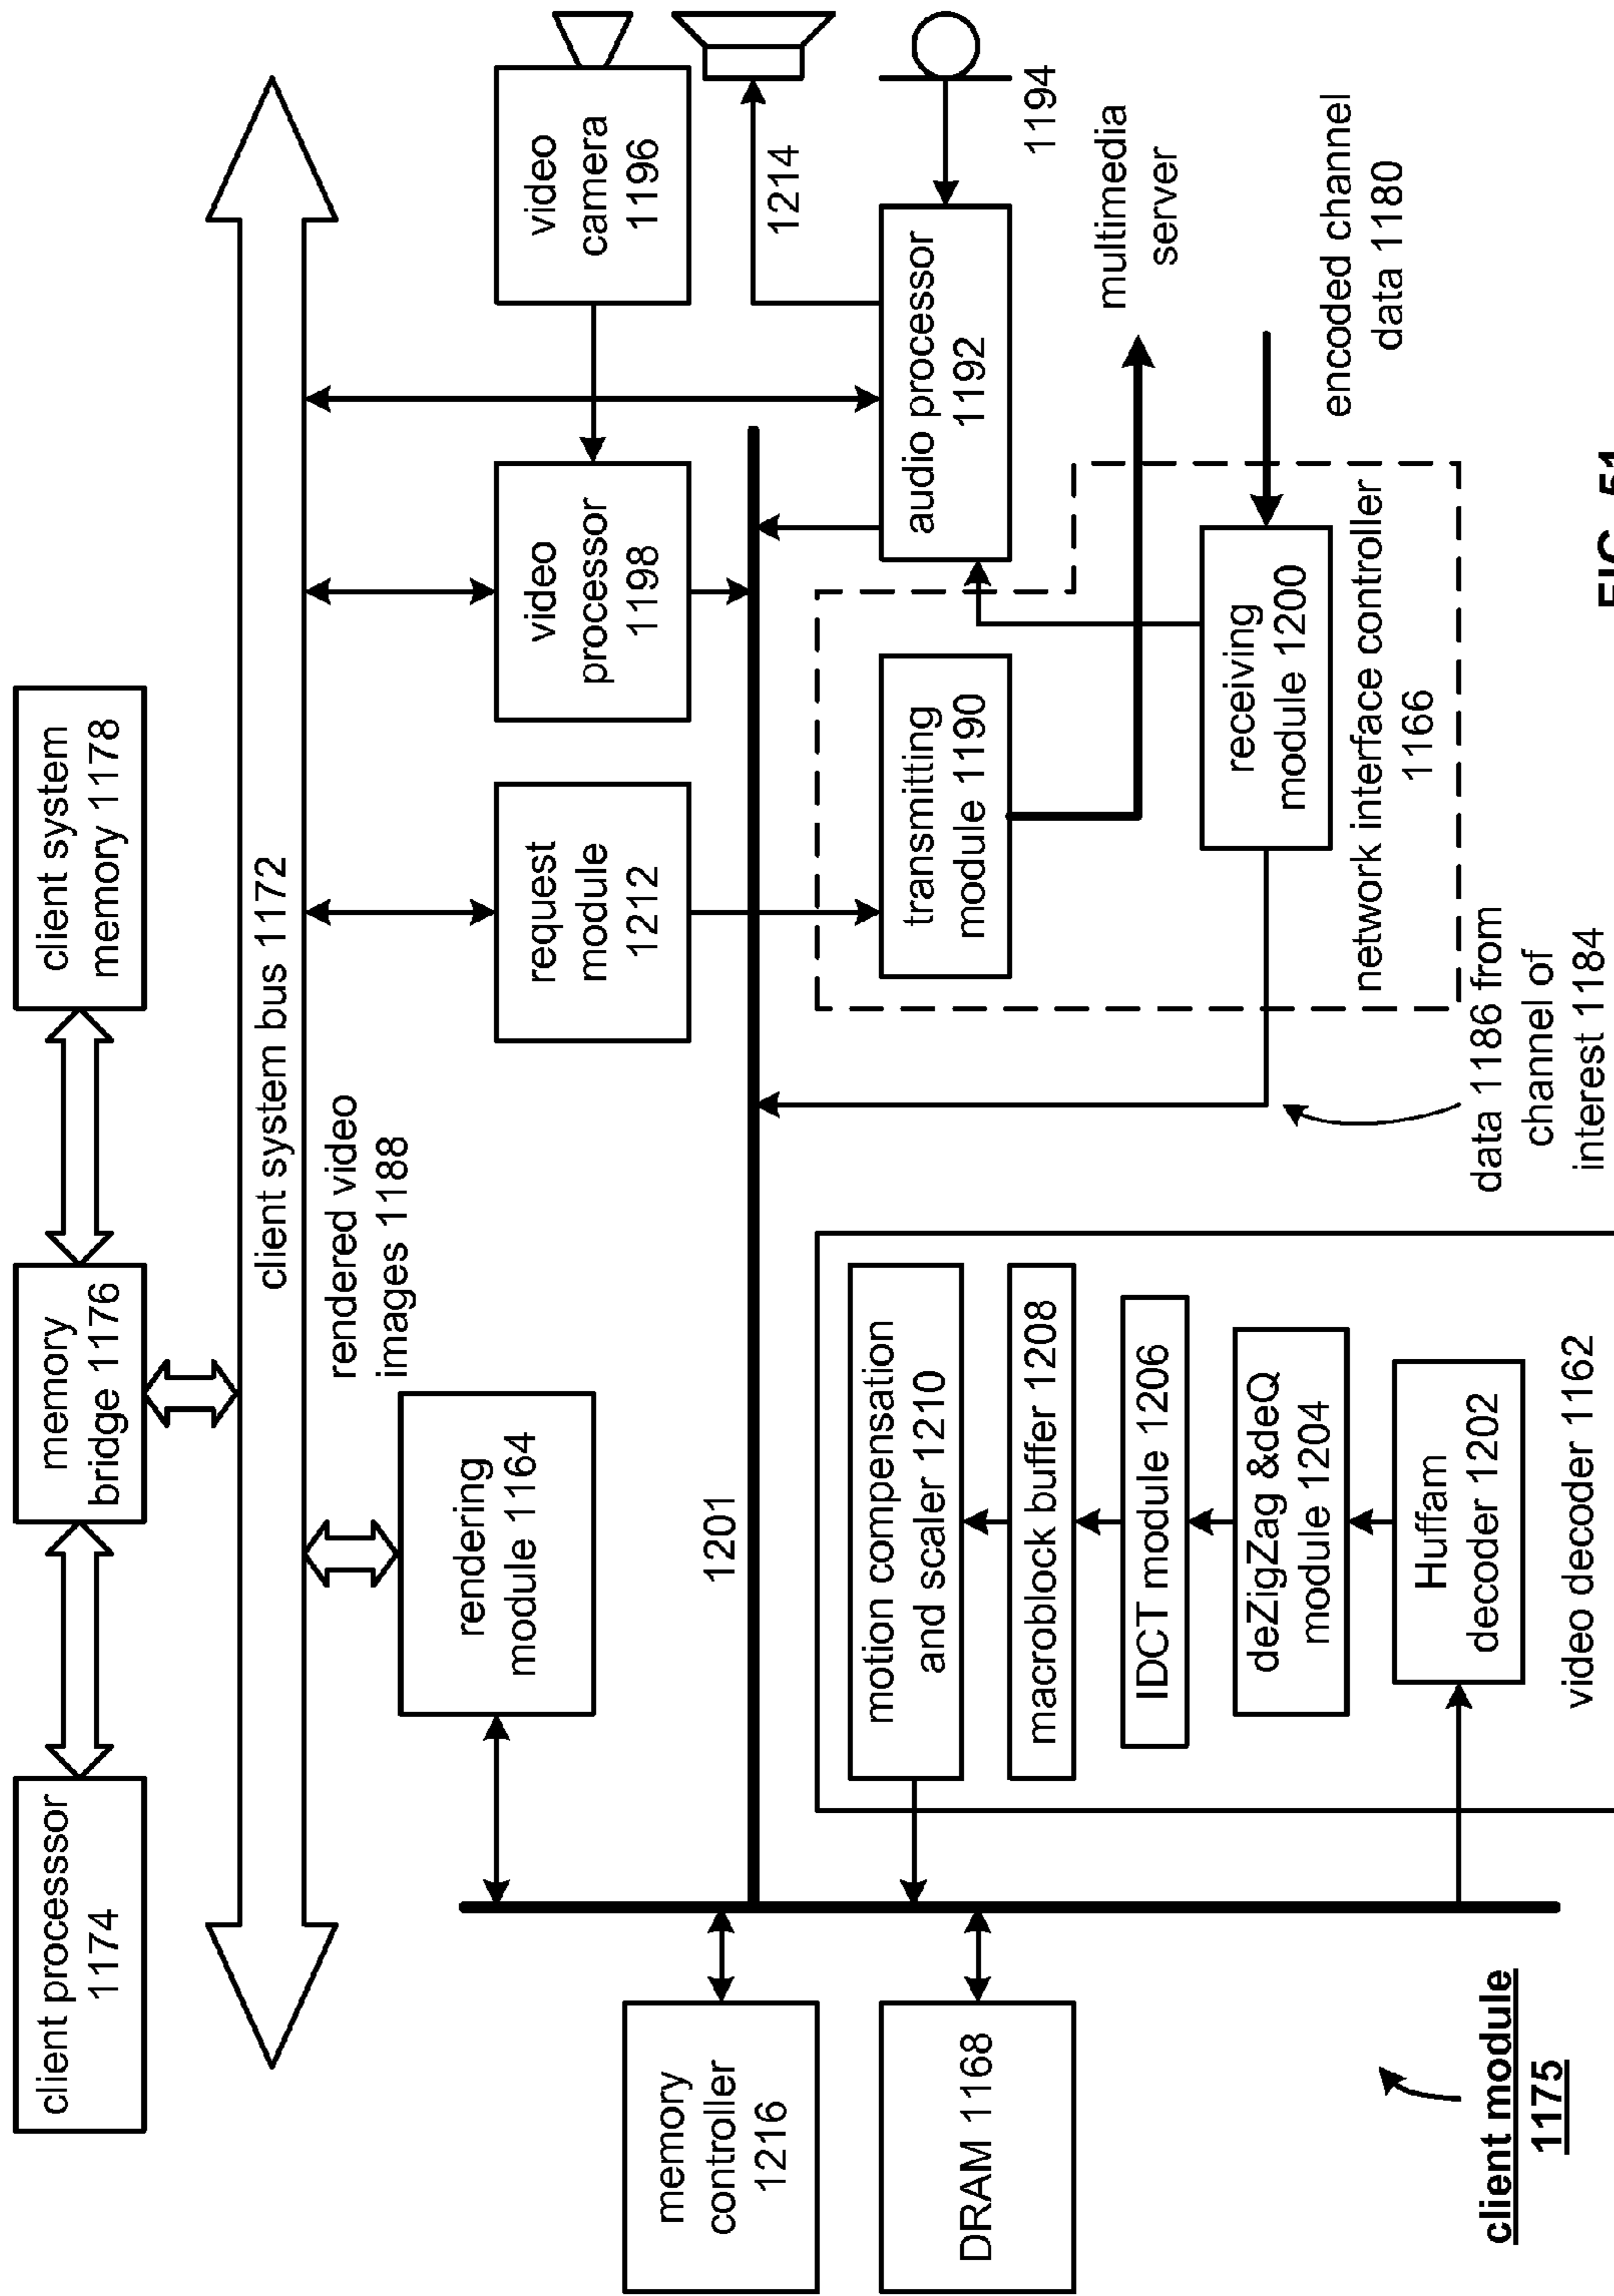 client processor
1174
memory
bridge 1176
client system
memory 1178
client system bus 1172
rendered video
images 1188
rendering
module 1164
request
module
1212
video
processor
1198
video
camera
1196
memory
controller
1216
1201
1214
DRAM 1168
motion compensation
and scaler 1210
macroblock buffer 1208
IDCT module 1206
deZigZag &deQ
module 1204
Huffam
decoder 1202
video decoder 1162
transmitting
module 1190
audio processor
1192
1194
multimedia
server
receiving
module 1200
network interface controller
1166
encoded channel
data 1180
data 1186 from
channel of
interest 1184
client module
1175
FIG. 51